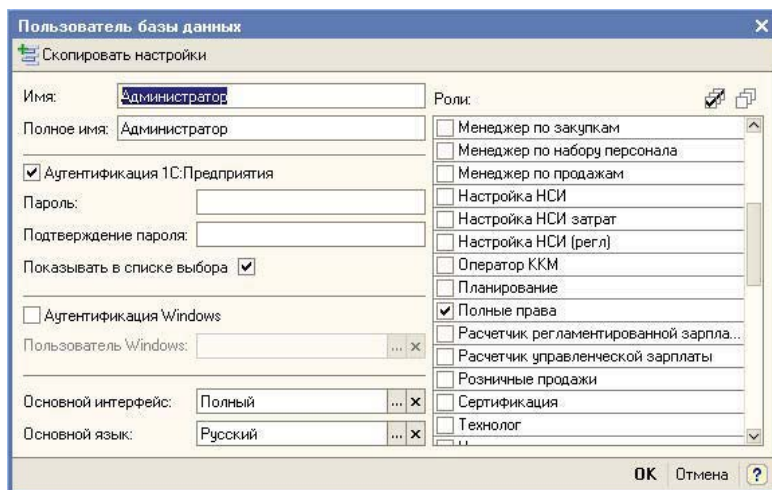 Пользователь базы данных
Скопировать настройки
Имя: Администратор
Полное имя: Администратор
Аутентификация 1С:Предприятия
Пароль:
Подтверждение пароля:
Показывать в списке выбора
Аутентификация Windows
Пользователь Windows: ...
Основной интерфейс: Полный ...
Основной язык: Русский ...
Роли:
Менеджер по закупкам
Менеджер по набору персонала
Менеджер по продажам
Настройка НСИ
Настройка НСИ затрат
Настройка НСИ (регл)
Оператор ККМ
Планирование
Полные права
Расчетчик регламентированной зарпла...
Расчетчик управленческой зарплаты
Розничные продажи
Сертификация
Технолог
OK Отмена ?